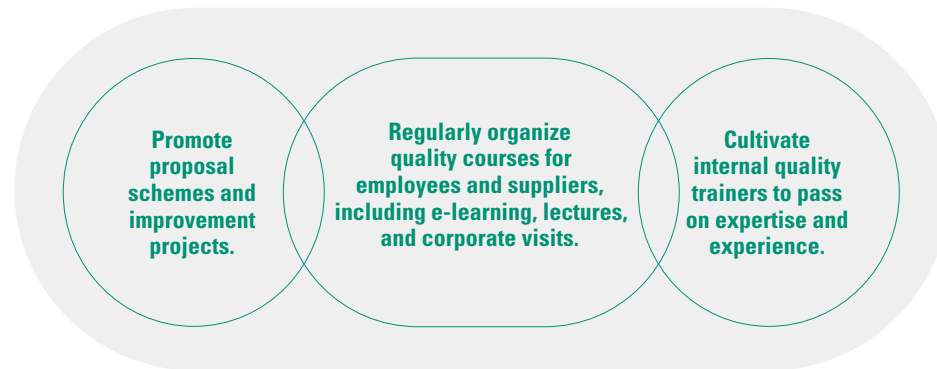 Promote
proposal
schemes and
improvement
projects.
Regularly organize
quality courses for
employees and suppliers,
including e-learning, lectures,
and corporate visits.
Cultivate
internal quality
trainers to pass
on expertise and
experience.